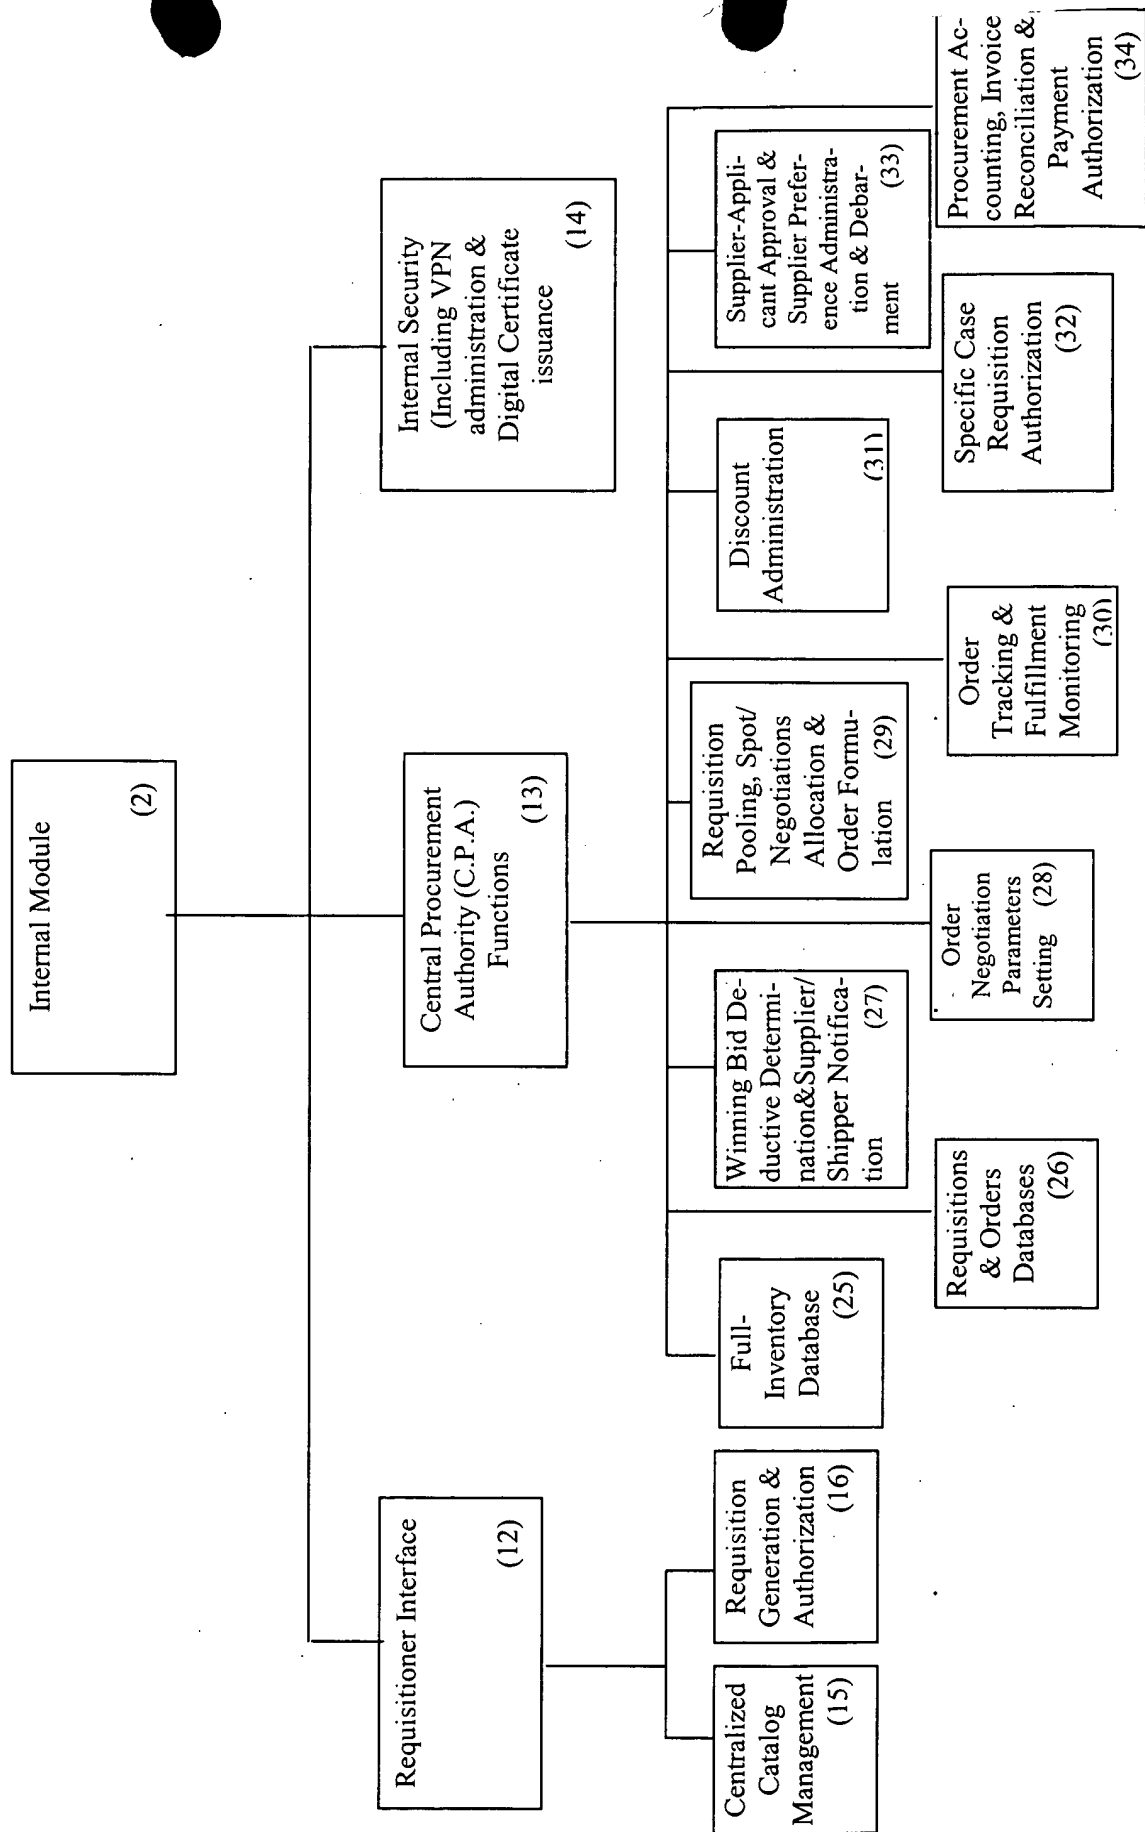 Internal Module
(2)
Requisitioner Interface
(12)
Central Procurement
Authority (C.P.A.)
Functions
(13)
Internal Security
(Including VPN
administration &
Digital Certificate
issuance
(14)
Centralized
Catalog
Management
(15)
Requisition
Generation &
Authorization
(16)
Full-
Inventory
Database
(25)
Requisitions
& Orders
Databases
(26)
Winning Bid De-
ductive Determi-
nation&Supplier/
Shipper Notifica-
tion (27)
Order
Negotiation
Parameters
Setting (28)
Requisition
Pooling, Spot/
Negotiations
Allocation &
Order Formu-
lation (29)
Order
Tracking &
Fulfillment
Monitoring
(30)
Discount
Administration
(31)
Specific Case
Requisition
Authorization
(32)
Supplier-Appli-
cant Approval &
Supplier Prefer-
ence Administra-
tion & Debar-
ment (33)
Procurement Ac-
counting, Invoice
Reconciliation &
Payment
Authorization
(34)